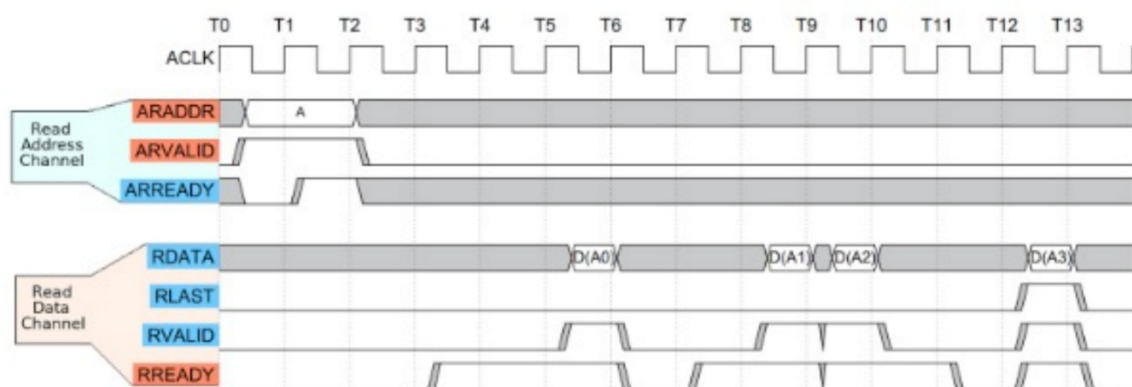 T0 T1 T2 T3 T4 T5 T6 T7 T8 T9 T10 T11 T12 T13
ACLK
Read
Address
Channel
ARADDR
A
ARVALID
ARREADY
Read
Data
Channel
RDATA
D(A0) D(A1) D(A2) D(A3)
RLAST
RVALID
RREADY